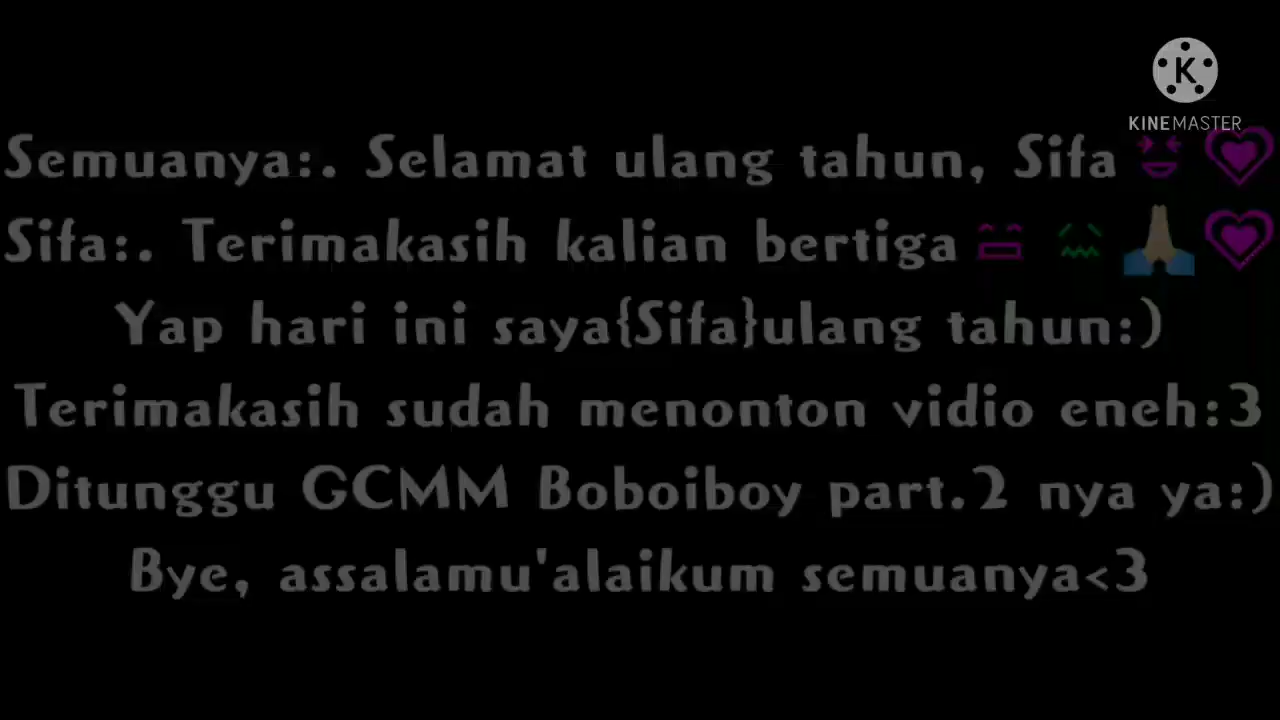 KINEMASTER
Semuanya:. Selamat ulang tahun, Sifa
Sifa:. Terimakasih kalian bertiga
Yap hari ini saya{Sifa}ulang tahun:)
Terimakasih sudah menonton vidio eneh:3
Ditunggu GCMM Boboiboy part.2 nya ya:)
Bye, assalamu'alaikum semuanya<3